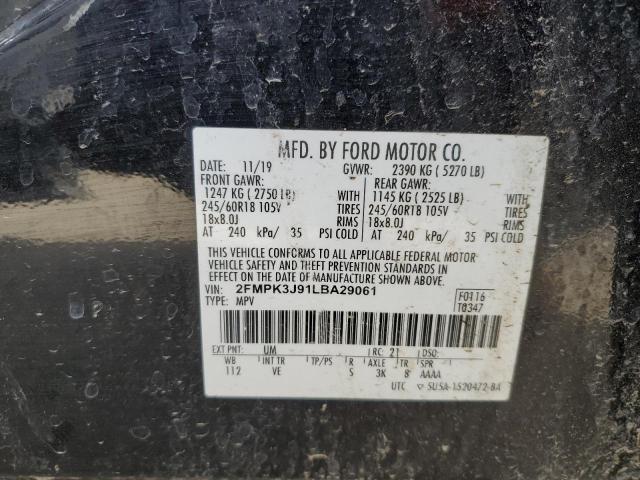 MFD. BY FORD MOTOR CO.
DATE: 11/19 GVWR: 2390 KG ( 5270 LB)
FRONT GAWR: REAR GAWR:
1247 KG ( 2750 LB) WITH 1145 KG ( 2525 LB) WITH
245/60R18 105V TIRES 245/60R18 105V TIRES
18x8.0J RIMS 18x8.0J RIMS
AT 240 kPa/ 35 PSI COLD AT 240 kPa/ 35 PSI COLD
THIS VEHICLE CONFORMS TO ALL APPLICABLE FEDERAL MOTOR
VEHICLE SAFETY AND THEFT PREVENTION STANDARDS IN
EFFECT ON THE DATE OF MANUFACTURE SHOWN ABOVE.
VIN: 2FMPK3J91LBA29061 F0116
TYPE: MPV T0347
EXT PNT: UM RC: 21 DSO:
WB INT TR TP/PS R AXLE TR SPR
112 VE S 3K 8 AAAA
UTC 5U5A-1520472-BA